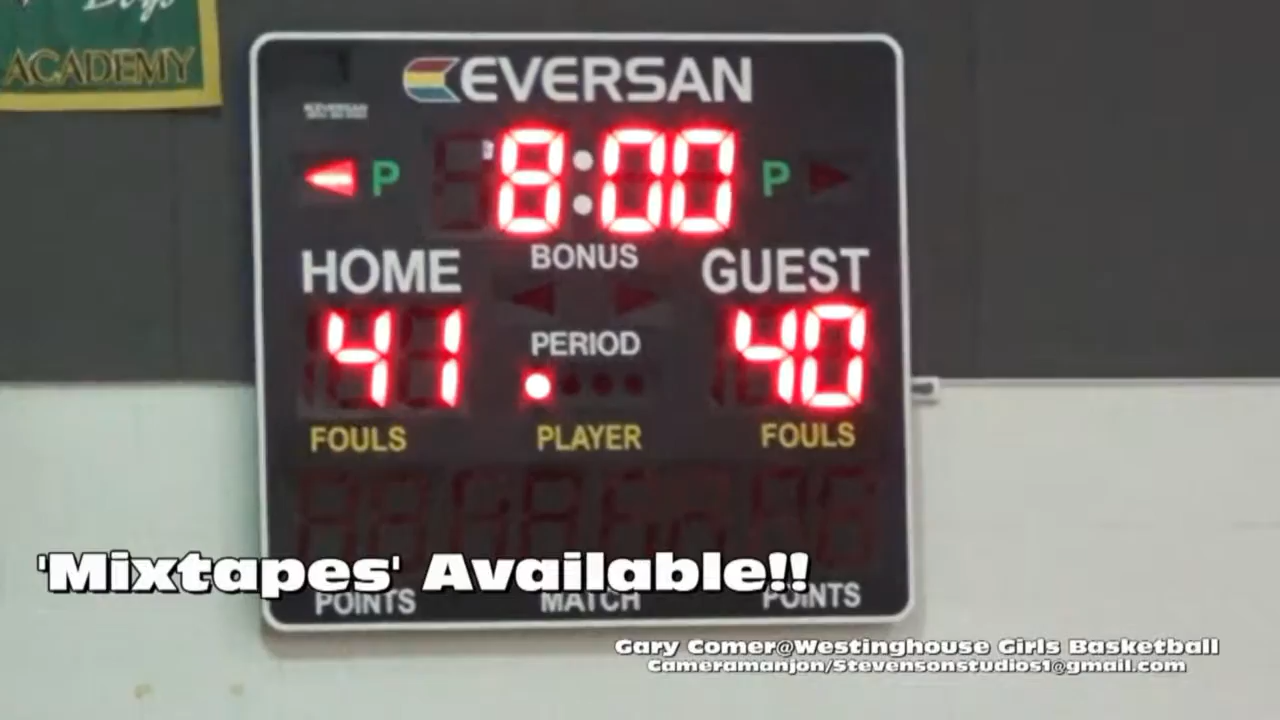 Boys
ACADEMY
EVERSAN
P 8:00 P
BONUS
HOME GUEST
41 PERIOD 40
FOULS PLAYER FOULS
'Mixtapes' Available!!
POINTS MATCH POINTS
Gary Comer@Westinghouse Girls Basketball
Cameramanjon/Stevensonstudios1@gmail.com